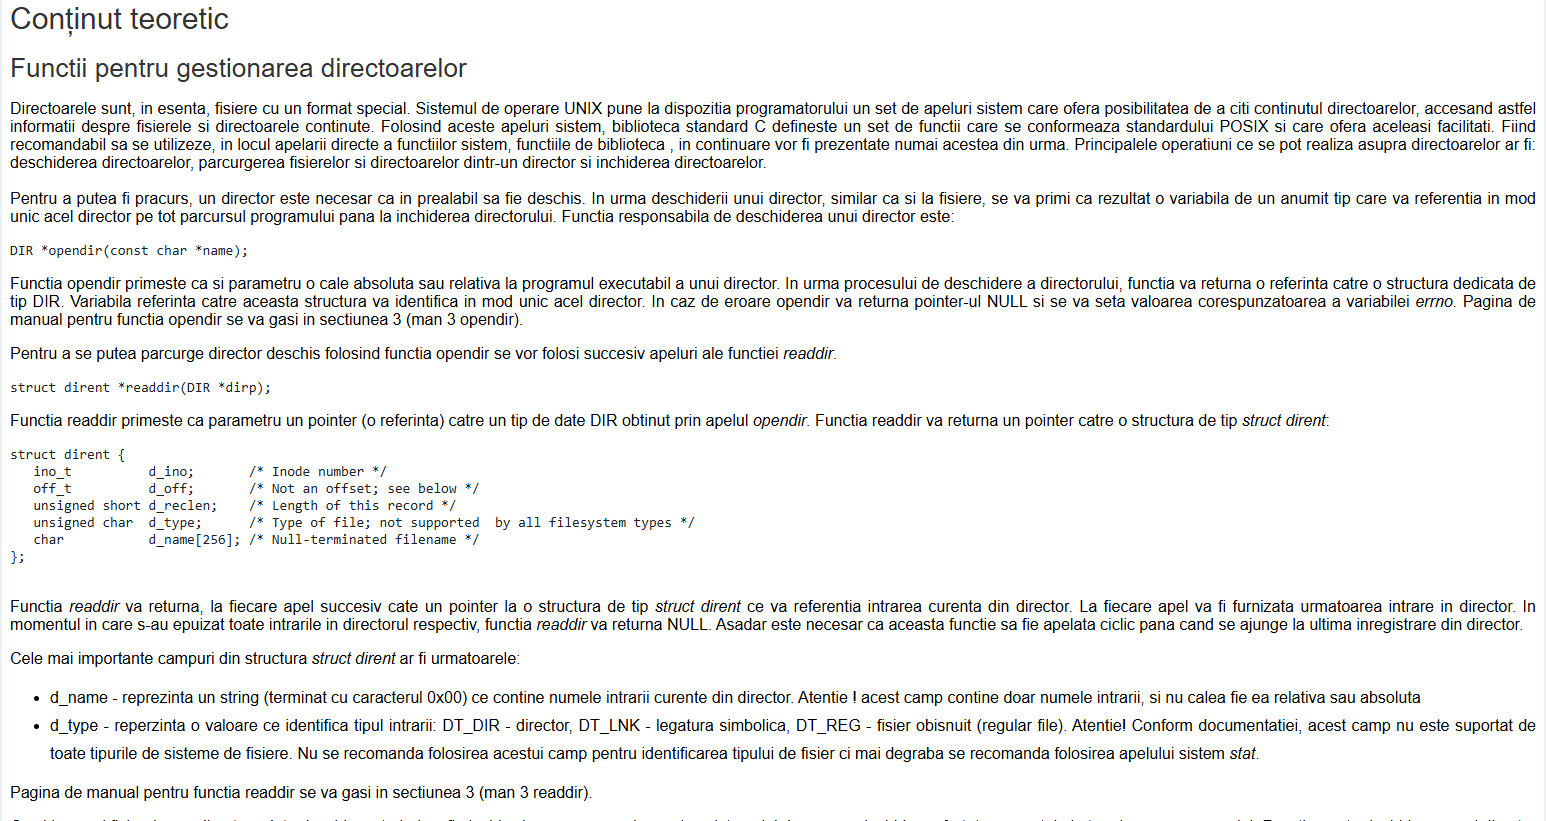 Conținut teoretic
Functii pentru gestionarea directoarelor
Directoarele sunt, in esenta, fisiere cu un format special. Sistemul de operare UNIX pune la dispozitia programatorului un set de apeluri sistem care ofera posibilitatea de a citi continutul directoarelor, accesand astfel
informatii despre fisierele si directoarele continute. Folosind aceste apeluri sistem, biblioteca standard C defineste un set de functii care se conformeaza standardului POSIX si care ofera aceleasi facilitati. Fiind
recomandabil sa se utilizeze, in locul apelarii directe a functiilor sistem, functiile de biblioteca , in continuare vor fi prezentate numai acestea din urma. Principalele operatiuni ce se pot realiza asupra directoarelor ar fi:
deschiderea directoarelor, parcurgerea fisierelor si directoarelor dintr-un director si inchiderea directoarelor.
Pentru a putea fi pracurs, un director este necesar ca in prealabil sa fie deschis. In urma deschiderii unui director, similar ca si la fisiere, se va primi ca rezultat o variabila de un anumit tip care va referentia in mod
unic acel director pe tot parcursul programului pana la inchiderea directorului. Functia responsabila de deschiderea unui director este:
DIR *opendir(const char *name);
Functia opendir primeste ca si parametru o cale absoluta sau relativa la programul executabil a unui director. In urma procesului de deschidere a directorului, functia va returna o referinta catre o structura dedicata de
tip DIR. Variabila referinta catre aceasta structura va identifica in mod unic acel director. In caz de eroare opendir va returna pointer-ul NULL si se va seta valoarea corespunzatoarea a variabilei errno. Pagina de
manual pentru functia opendir se va gasi in sectiunea 3 (man 3 opendir).
Pentru a se putea parcurge director deschis folosind functia opendir se vor folosi succesiv apeluri ale functiei readdir.
struct dirent *readdir(DIR *dirp);
Functia readdir primeste ca parametru un pointer (o referinta) catre un tip de date DIR obtinut prin apelul opendir. Functia readdir va returna un pointer catre o structura de tip struct dirent:
struct dirent {
ino_t d_ino; /* Inode number */
off_t d_off; /* Not an offset; see below */
unsigned short d_reclen; /* Length of this record */
unsigned char d_type; /* Type of file; not supported by all filesystem types */
char d_name[256]; /* Null-terminated filename */
};
Functia readdir va returna, la fiecare apel succesiv cate un pointer la o structura de tip struct dirent ce va referentia intrarea curenta din director. La fiecare apel va fi furnizata urmatoarea intrare in director. In
momentul in care s-au epuizat toate intrarile in directorul respectiv, functia readdir va returna NULL. Asadar este necesar ca aceasta functie sa fie apelata ciclic pana cand se ajunge la ultima inregistrare din director.
Cele mai importante campuri din structura struct dirent ar fi urmatoarele:
• d_name - reprezinta un string (terminat cu caracterul 0x00) ce contine numele intrarii curente din director. Atentie ! acest camp contine doar numele intrarii, si nu calea fie ea relativa sau absoluta
• d_type - reperzinta o valoare ce identifica tipul intrarii: DT_DIR - director, DT_LNK - legatura simbolica, DT_REG - fisier obisnuit (regular file). Atentie! Conform documentatiei, acest camp nu este suportat de
toate tipurile de sisteme de fisiere. Nu se recomanda folosirea acestui camp pentru identificarea tipului de fisier ci mai degraba se recomanda folosirea apelului sistem stat.
Pagina de manual pentru functia readdir se va gasi in sectiunea 3 (man 3 readdir).